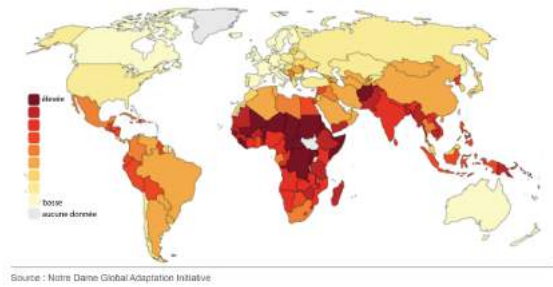 élevée
basse
aucune donnée
Source : Notre Dame Global Adaptation Initiative